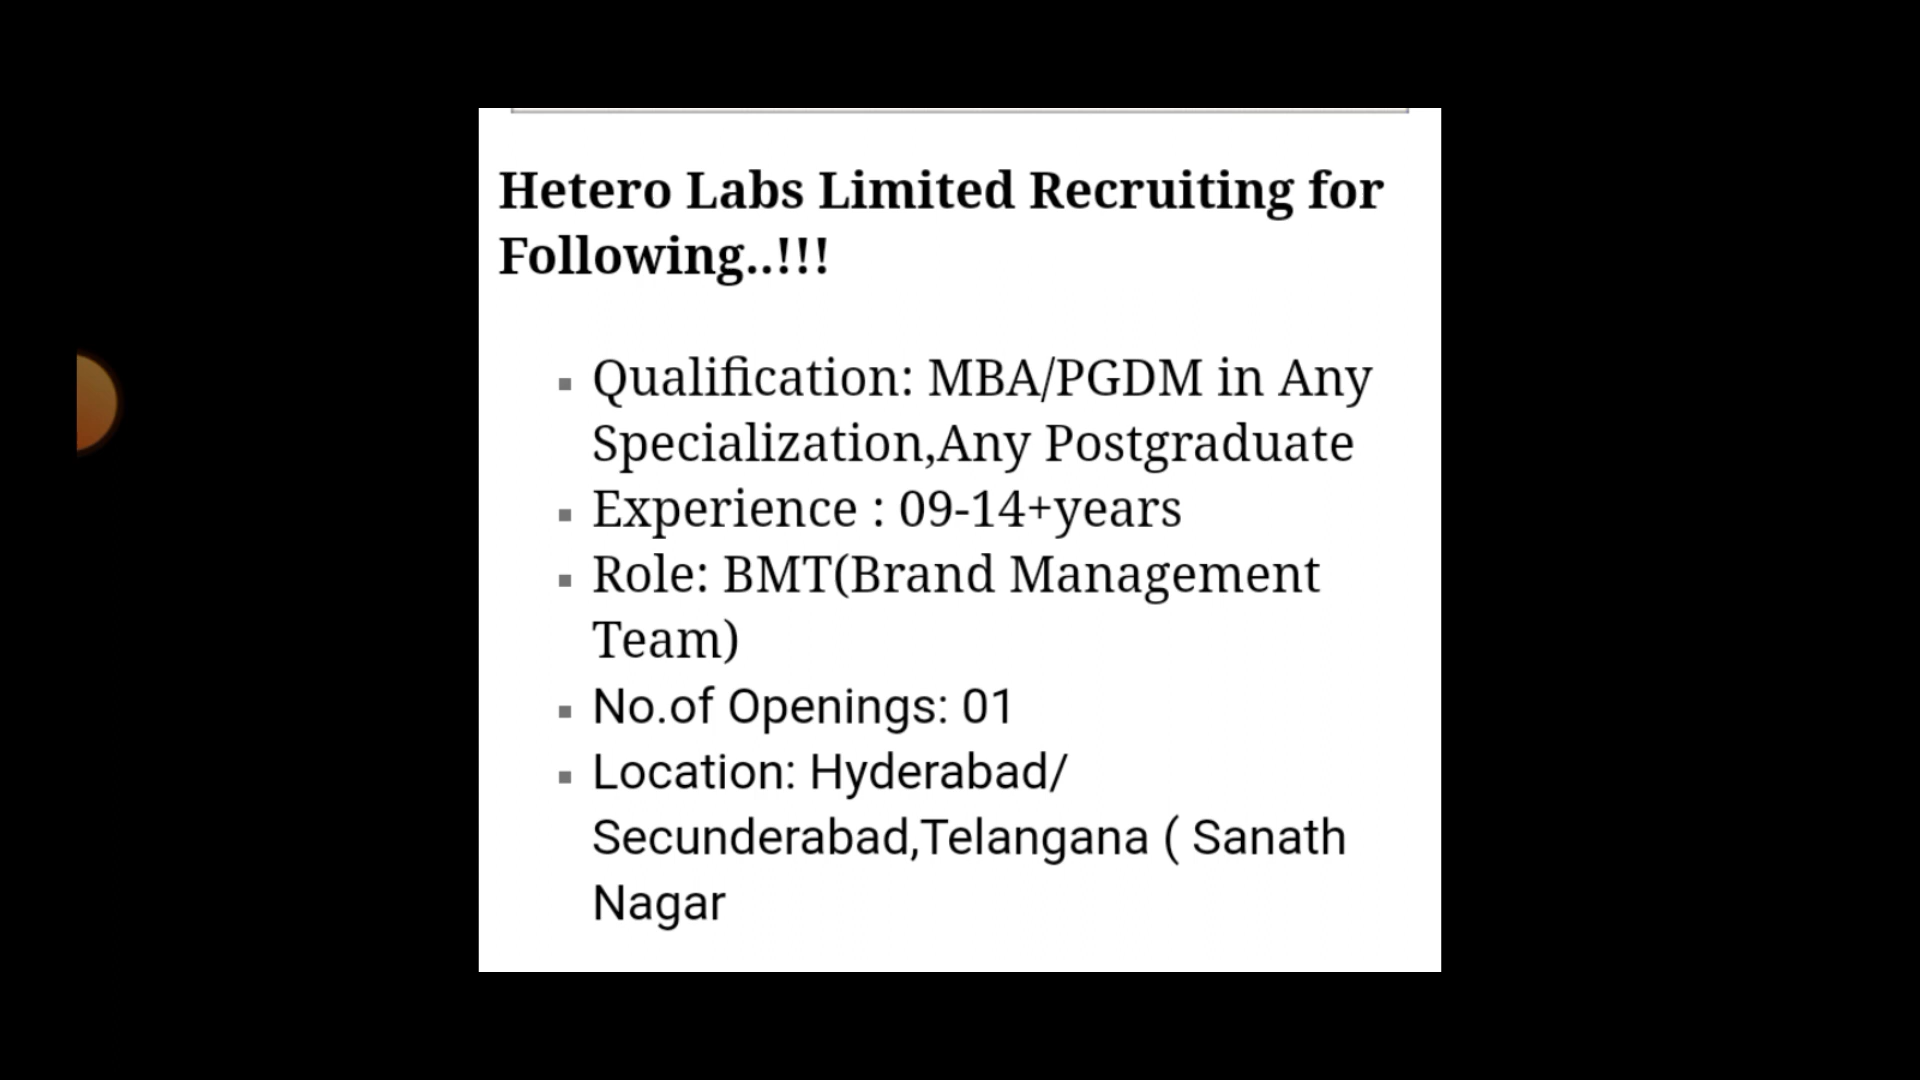 Hetero Labs Limited Recruiting for
Following..!!!
Qualification: MBA/PGDM in Any
Specialization,Any Postgraduate
Experience : 09-14+years
Role: BMT(Brand Management
Team)
No.of Openings: 01
Location: Hyderabad/
Secunderabad,Telangana ( Sanath
Nagar